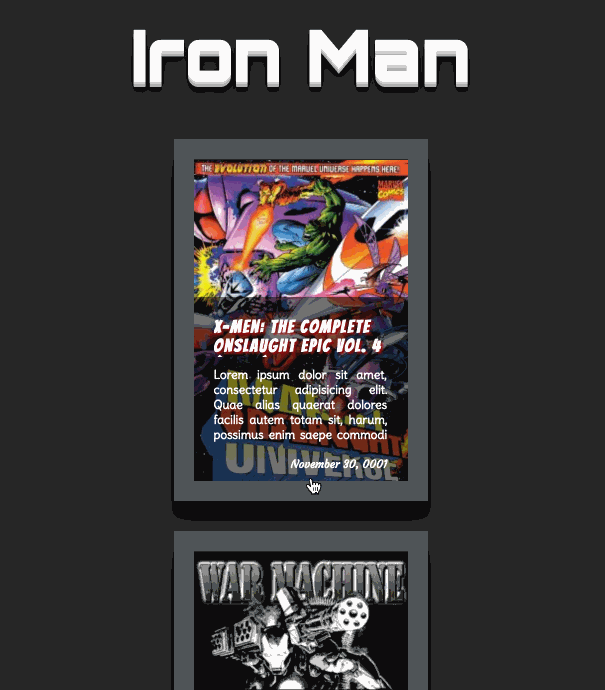 Iron Man
THE EVOLUTION OF THE MARVEL UNIVERSE HAPPENS HERE!
MARVEL
COMICS
X-MEN: THE COMPLETE
ONSLAUGHT EPIC VOL. 4
Lorem ipsum dolor sit amet,
consectetur adipisicing elit.
Quae alias quaerat dolores
facilis autem totam sit, harum,
possimus enim saepe commodi
MARVEL
UNIVERSE
November 30, 0001
WAR MACHINE